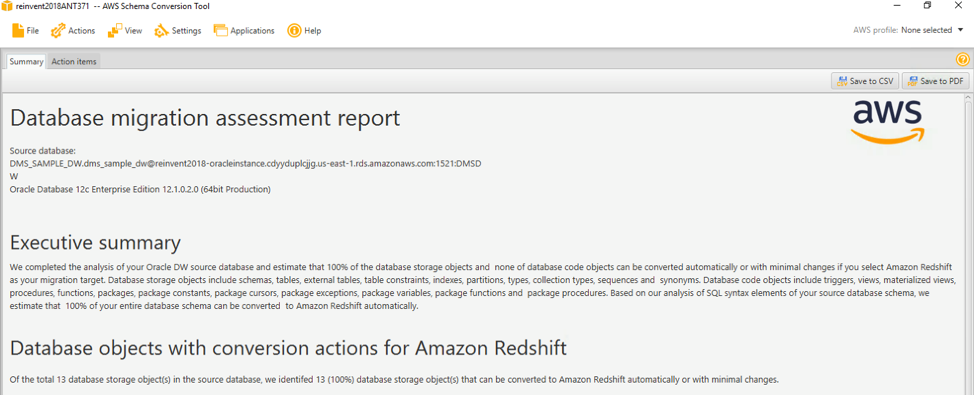 reinvent2018ANT371 -- AWS Schema Conversion Tool
File Actions View Settings Applications Help AWS profile: None selected
Summary Action items
Save to CSV Save to PDF
Database migration assessment report
aws
Source database:
DMS_SAMPLE_DW.dms_sample_dw@reinvent2018-oracleinstance.cdyyduplcjjg.us-east-1.rds.amazonaws.com:1521:DMSD
W
Oracle Database 12c Enterprise Edition 12.1.0.2.0 (64bit Production)
Executive summary
We completed the analysis of your Oracle DW source database and estimate that 100% of the database storage objects and none of database code objects can be converted automatically or with minimal changes if you select Amazon Redshift
as your migration target. Database storage objects include schemas, tables, external tables, table constraints, indexes, partitions, types, collection types, sequences and synonyms. Database code objects include triggers, views, materialized views,
procedures, functions, packages, package constants, package cursors, package exceptions, package variables, package functions and package procedures. Based on our analysis of SQL syntax elements of your source database schema, we
estimate that 100% of your entire database schema can be converted to Amazon Redshift automatically.
Database objects with conversion actions for Amazon Redshift
Of the total 13 database storage object(s) in the source database, we identifed 13 (100%) database storage object(s) that can be converted to Amazon Redshift automatically or with minimal changes.